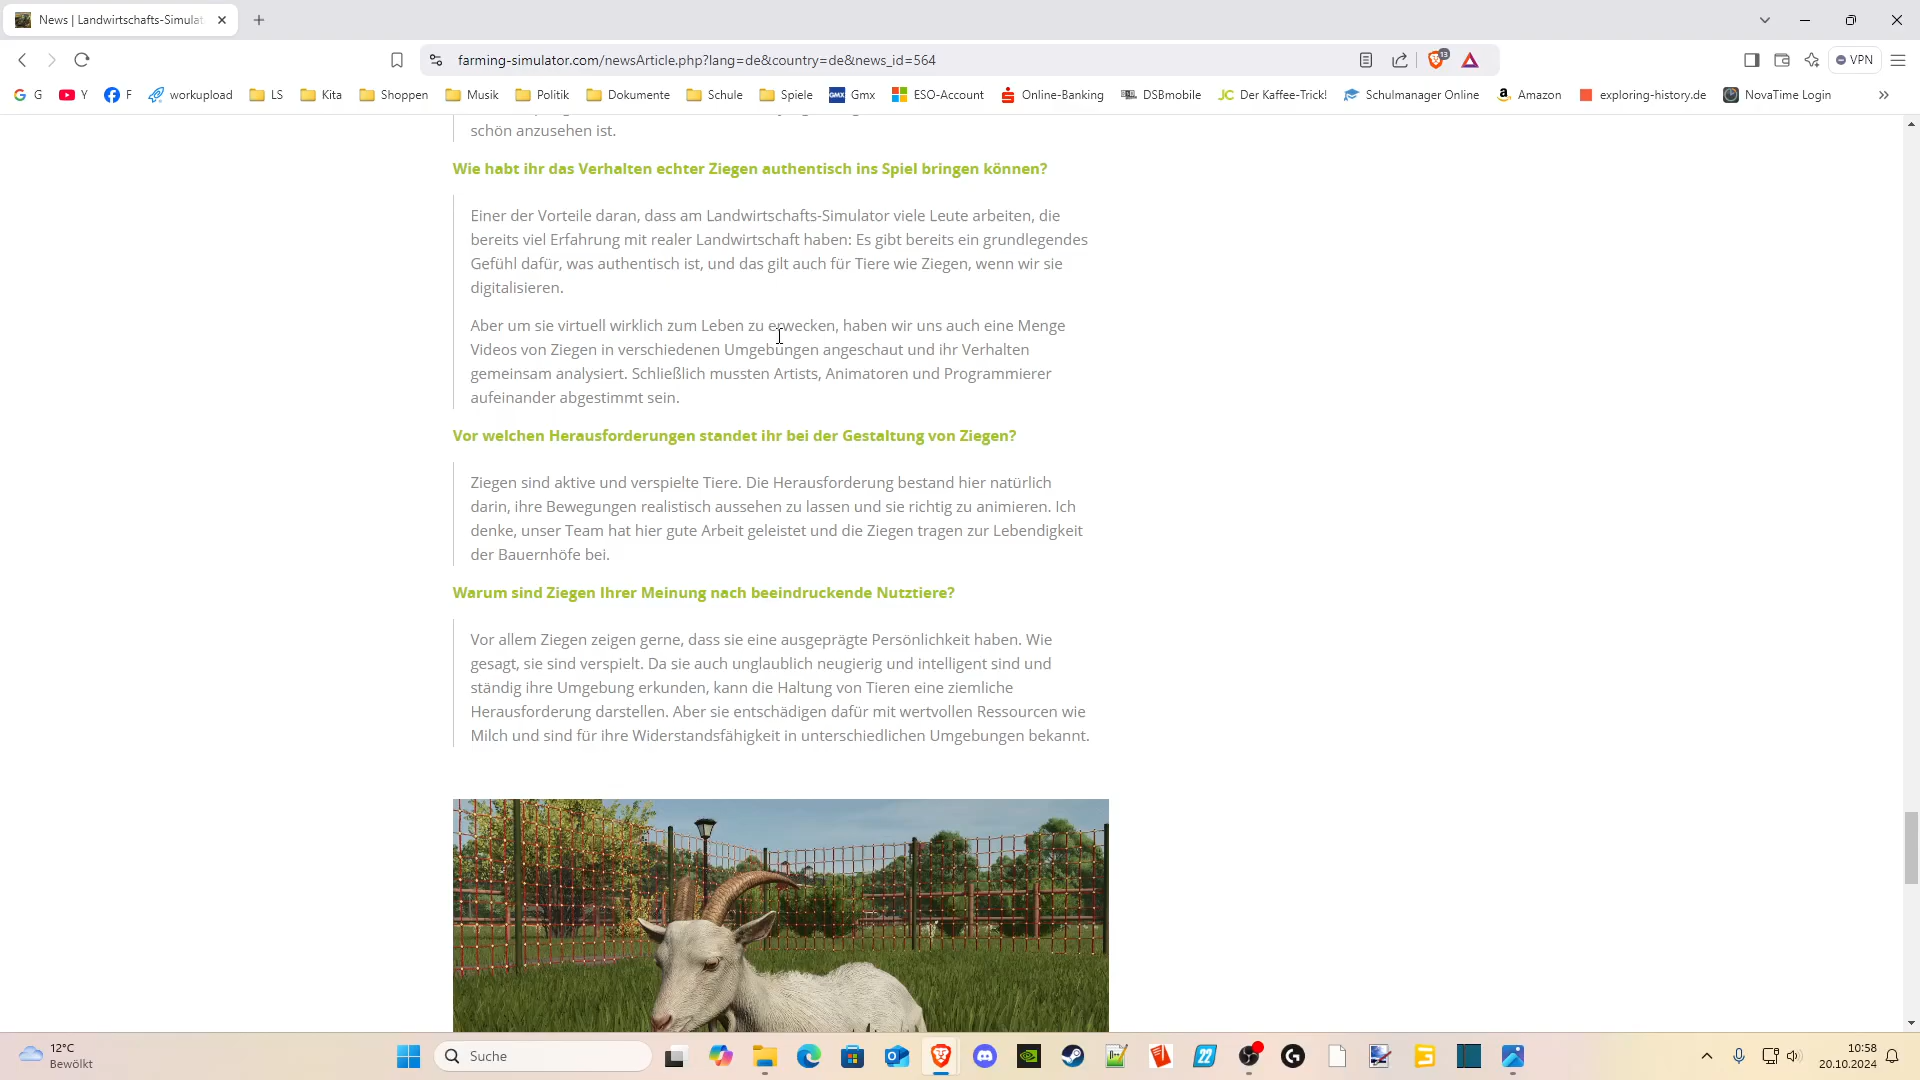 News | Landwirtschafts-Simulat
farming-simulator.com/newsArticle.php?lang=de&country=de&news_id=564
13
VPN
G
Y
F
workupload
LS
Kita
Shoppen
Musik
Politik
Dokumente
Schule
Spiele
GMX
Gmx
ESO-Account
Online-Banking
DSBmobile
JC
Der Kaffee-Trick!
Schulmanager Online
Amazon
exploring-history.de
NovaTime Login
schön anzusehen ist.
Wie habt ihr das Verhalten echter Ziegen authentisch ins Spiel bringen können?
Einer der Vorteile daran, dass am Landwirtschafts-Simulator viele Leute arbeiten, die
bereits viel Erfahrung mit realer Landwirtschaft haben: Es gibt bereits ein grundlegendes
Gefühl dafür, was authentisch ist, und das gilt auch für Tiere wie Ziegen, wenn wir sie
digitalisieren.
Aber um sie virtuell wirklich zum Leben zu erwecken, haben wir uns auch eine Menge
Videos von Ziegen in verschiedenen Umgebungen angeschaut und ihr Verhalten
gemeinsam analysiert. Schließlich mussten Artists, Animatoren und Programmierer
aufeinander abgestimmt sein.
Vor welchen Herausforderungen standet ihr bei der Gestaltung von Ziegen?
Ziegen sind aktive und verspielte Tiere. Die Herausforderung bestand hier natürlich
darin, ihre Bewegungen realistisch aussehen zu lassen und sie richtig zu animieren. Ich
denke, unser Team hat hier gute Arbeit geleistet und die Ziegen tragen zur Lebendigkeit
der Bauernhöfe bei.
Warum sind Ziegen Ihrer Meinung nach beeindruckende Nutztiere?
Vor allem Ziegen zeigen gerne, dass sie eine ausgeprägte Persönlichkeit haben. Wie
gesagt, sie sind verspielt. Da sie auch unglaublich neugierig und intelligent sind und
ständig ihre Umgebung erkunden, kann die Haltung von Tieren eine ziemliche
Herausforderung darstellen. Aber sie entschädigen dafür mit wertvollen Ressourcen wie
Milch und sind für ihre Widerstandsfähigkeit in unterschiedlichen Umgebungen bekannt.
12°C
Bewölkt
Suche
22
10:58
20.10.2024